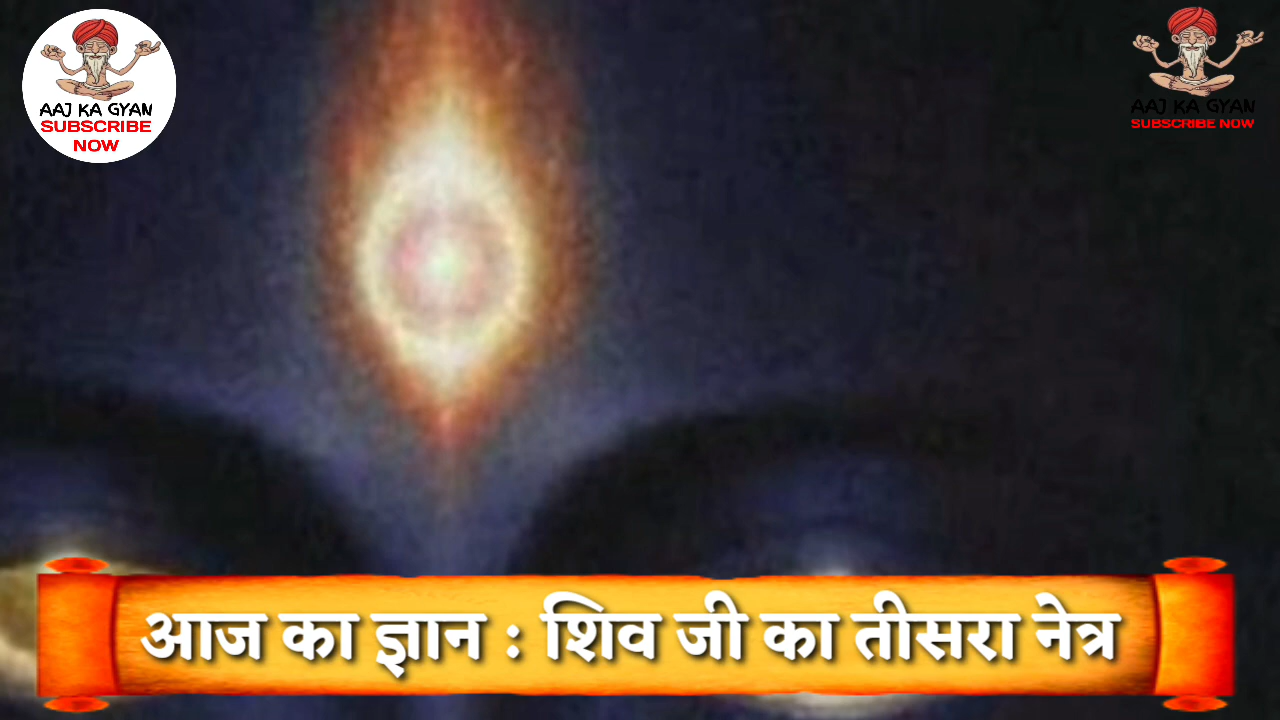 AAJ KA GYAN
SUBSCRIBE
NOW
AAJ KA GYAN
SUBSCRIBE NOW
आज का ज्ञान : शिव जी का तीसरा नेत्र